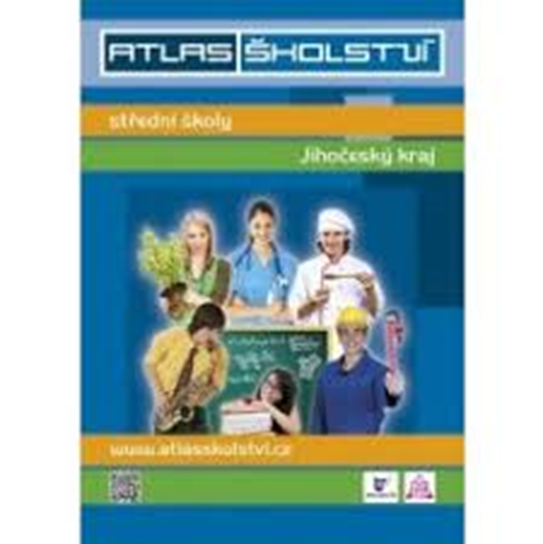 ATLAS ŠKOLSTVÍ
střední školy
Jihočeský kraj
www.atlasskolstvi.cz